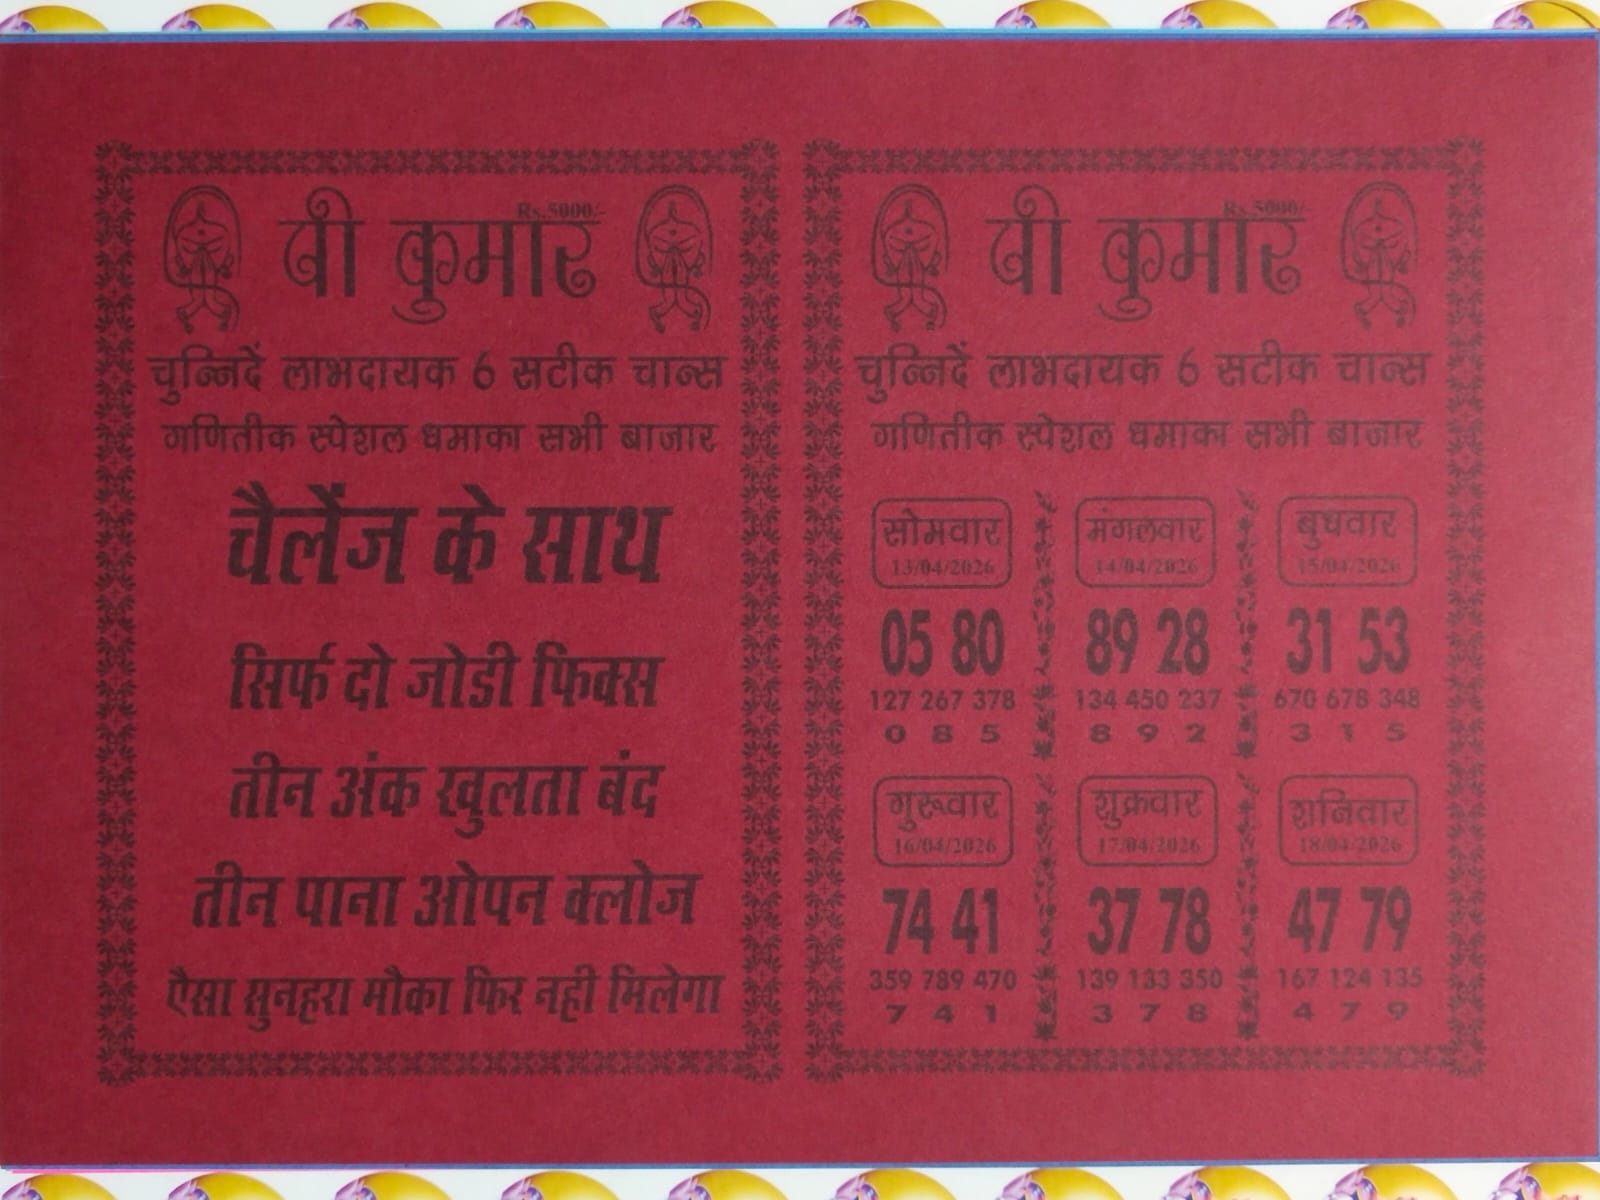 Rs.5000/-
बी कुमार
चुन्निदें लाभदायक 6 सटीक चान्स
गणितीक स्पेशल धमाका सभी बाजार
चैलेंज के साथ
सिर्फ दो जोडी फिक्स
तीन अंक खुलता बंद
तीन पाना ओपन क्लोज
ऐसा सुनहरा मौका फिर नही मिलेगा
Rs.5000/-
बी कुमार
चुन्निदें लाभदायक 6 सटीक चान्स
गणितीक स्पेशल धमाका सभी बाजार
सोमवार
13/04/2026
05 80
127 267 378
0 8 5
मंगलवार
14/04/2026
89 28
134 450 237
8 9 2
बुधवार
15/04/2026
31 53
670 678 348
3 1 5
गुरूवार
16/04/2026
74 41
359 789 470
7 4 1
शुक्रवार
17/04/2026
37 78
139 133 350
3 7 8
शनिवार
18/04/2026
47 79
167 124 135
4 7 9